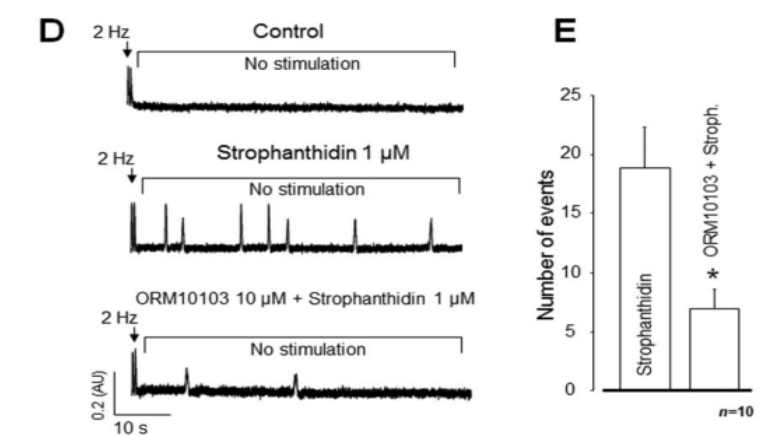 D
2 Hz
Control
No stimulation
2 Hz
Strophanthidin 1 µM
No stimulation
ORM10103 10 µM + Strophanthidin 1 µM
2 Hz
No stimulation
0.2 (AU)
10 s
E
Number of events
25
20
15
10
5
0
Strophanthidin
* ORM10103 + Stroph.
n=10